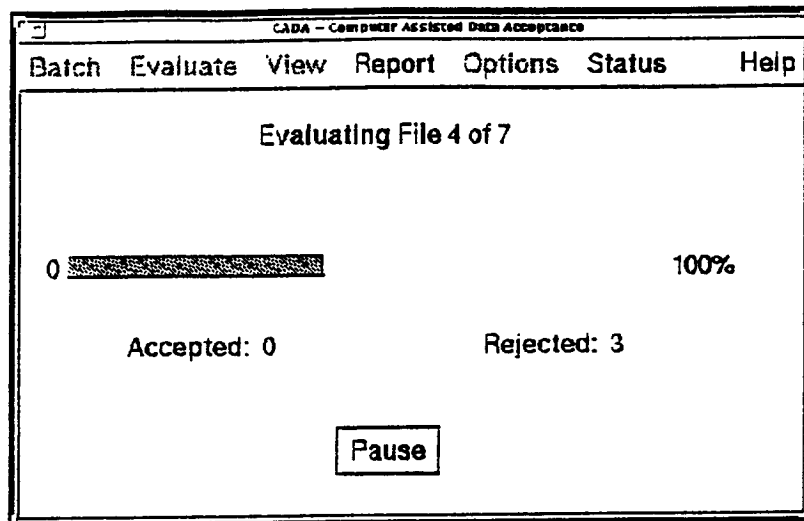 CADA – Computer Assisted Data Acceptance
Batch Evaluate View Report Options Status Help
Evaluating File 4 of 7
0 100%
Accepted: 0 Rejected: 3
Pause